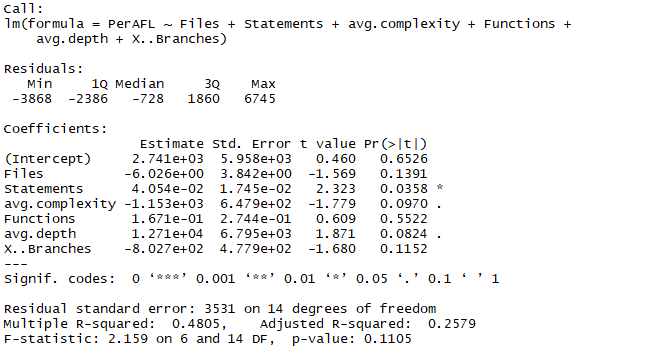 Call:
lm(formula = PerAFL ~ Files + Statements + avg.complexity + Functions +
    avg.depth + X..Branches)

Residuals:
   Min     1Q Median     3Q    Max
 -3868  -2386   -728   1860   6745

Coefficients:
                 Estimate Std. Error t value Pr(>|t|)
(Intercept)     2.741e+03  5.958e+03   0.460   0.6526
Files          -6.026e+00  3.842e+00  -1.569   0.1391
Statements      4.054e-02  1.745e-02   2.323   0.0358 *
avg.complexity -1.153e+03  6.479e+02  -1.779   0.0970 .
Functions       1.671e-01  2.744e-01   0.609   0.5522
avg.depth       1.271e+04  6.795e+03   1.871   0.0824 .
X..Branches    -8.027e+02  4.779e+02  -1.680   0.1152
---
Signif. codes:  0 ‘***’ 0.001 ‘**’ 0.01 ‘*’ 0.05 ‘.’ 0.1 ‘ ’ 1

Residual standard error: 3531 on 14 degrees of freedom
Multiple R-squared:  0.4805,    Adjusted R-squared:  0.2579
F-statistic: 2.159 on 6 and 14 DF,  p-value: 0.1105